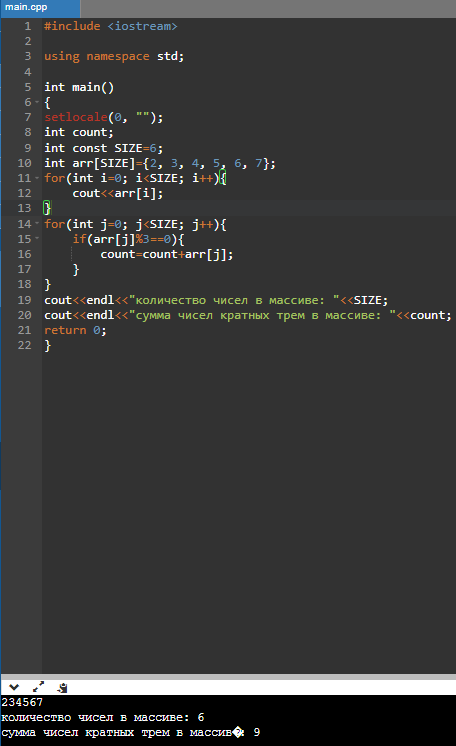 main.cpp
1 #include <iostream>
2
3 using namespace std;
4
5 int main()
6 {
7 setlocale(0, "");
8 int count;
9 int const SIZE=6;
10 int arr[SIZE]={2, 3, 4, 5, 6, 7};
11 for(int i=0; i<SIZE; i++){
12 cout<<arr[i];
13 }
14 for(int j=0; j<SIZE; j++){
15 if(arr[j]%3==0){
16 count=count+arr[j];
17 }
18 }
19 cout<<endl<<"количество чисел в массиве: "<<SIZE;
20 cout<<endl<<"сумма чисел кратных трем в массиве: "<<count;
21 return 0;
22 }
234567
количество чисел в массиве: 6
сумма чисел кратных трем в массив�: 9